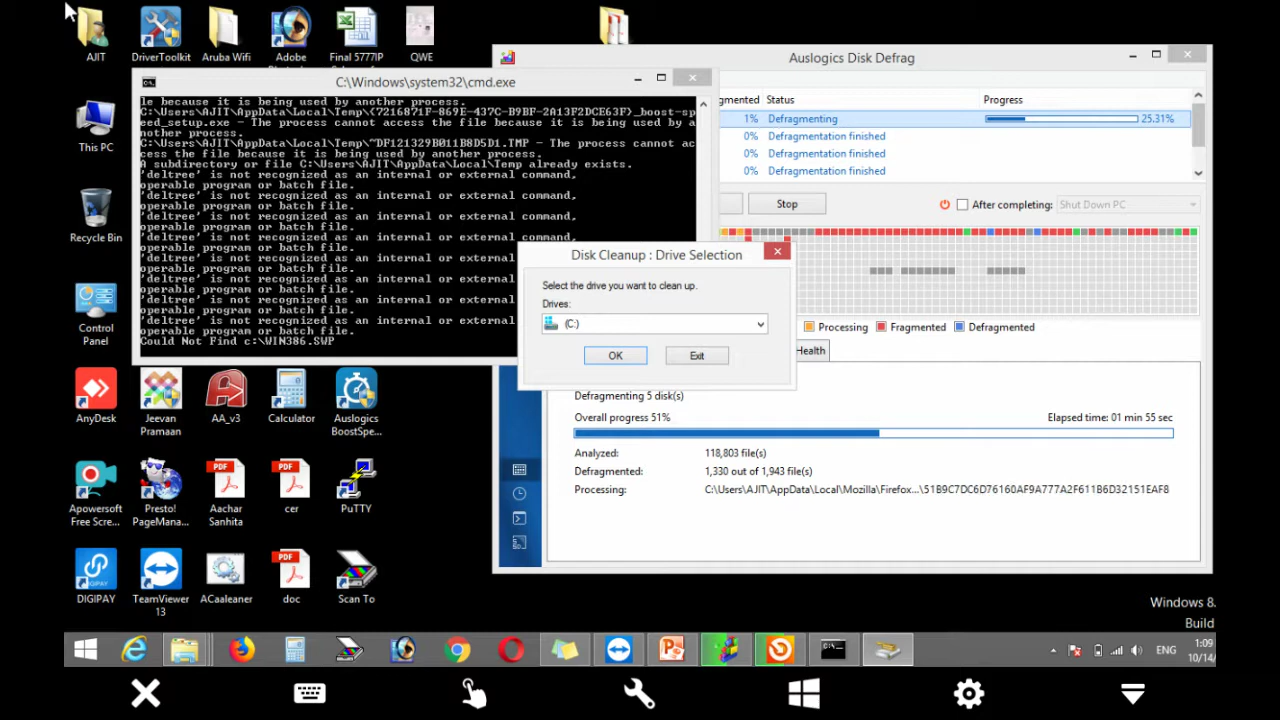 AJIT
DriverToolkit
Aruba Wifi
Adobe
Final 5777IP
QWE
This PC
Recycle Bin
Control
Panel
AnyDesk
Jeevan
Pramaan
AA_v3
Calculator
Auslogics
BoostSpe...
Apowersoft
Free Scre...
Presto!
PageMana...
Aachar
Sanhita
cer
PuTTY
DIGIPAY
TeamViewer
13
ACaaleaner
doc
Scan To
C:\Windows\system32\cmd.exe
le because it is being used by another process.
C:\Users\AJIT\AppData\Local\Temp\{7216871F-869E-437C-B9BF-2A13F2DCE63F}_boost-sp
eed_setup.exe - The process cannot access the file because it is being used by a
nother process.
C:\Users\AJIT\AppData\Local\Temp\~DF121329B011B8D5D1.TMP - The process cannot ac
cess the file because it is being used by another process.
A subdirectory or file C:\Users\AJIT\AppData\Local\Temp already exists.
'deltree' is not recognized as an internal or external command,
operable program or batch file.
'deltree' is not recognized as an internal or external command,
operable program or batch file.
'deltree' is not recognized as an internal or external command,
operable program or batch file.
'deltree' is not recognized as an internal or external command,
operable program or batch file.
'deltree' is not recognized as an internal or external
operable program or batch file.
'deltree' is not recognized as an internal or external
operable program or batch file.
'deltree' is not recognized as an internal or external
operable program or batch file.
'deltree' is not recognized as an internal or external
operable program or batch file.
Could Not Find c:\WIN386.SWP
Auslogics Disk Defrag
gmented Status Progress
1% Defragmenting 25.31%
0% Defragmentation finished
0% Defragmentation finished
0% Defragmentation finished
Stop
After completing: Shut Down PC
Disk Cleanup : Drive Selection
Select the drive you want to clean up.
Drives:
(C:)
OK Exit
Processing Fragmented Defragmented
Health
Defragmenting 5 disk(s)
Overall progress 51% Elapsed time: 01 min 55 sec
Analyzed: 118,803 file(s)
Defragmented: 1,330 out of 1,943 file(s)
Processing: C:\Users\AJIT\AppData\Local\Mozilla\Firefox...\51B9C7DC6D76160AF9A777A2F611B6D32151EAF8
Windows 8.
Build
ENG
1:09
10/14/